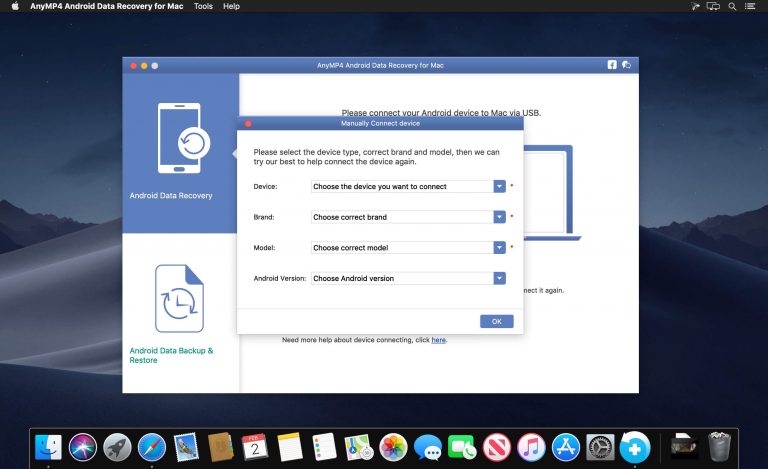 AnyMP4 Android Data Recovery for Mac Tools Help
AnyMP4 Android Data Recovery for Mac
Please connect your Android device to Mac via USB.
Android Data Recovery
Android Data Backup &
Restore
Manually Connect device
Please select the device type, correct brand and model, then we can
try our best to help connect the device again.
Device: Choose the device you want to connect *
Brand: Choose correct brand *
Model: Choose correct model *
Android Version: Choose Android version
OK
nect it again.
Need more help about device connecting, click here.
2